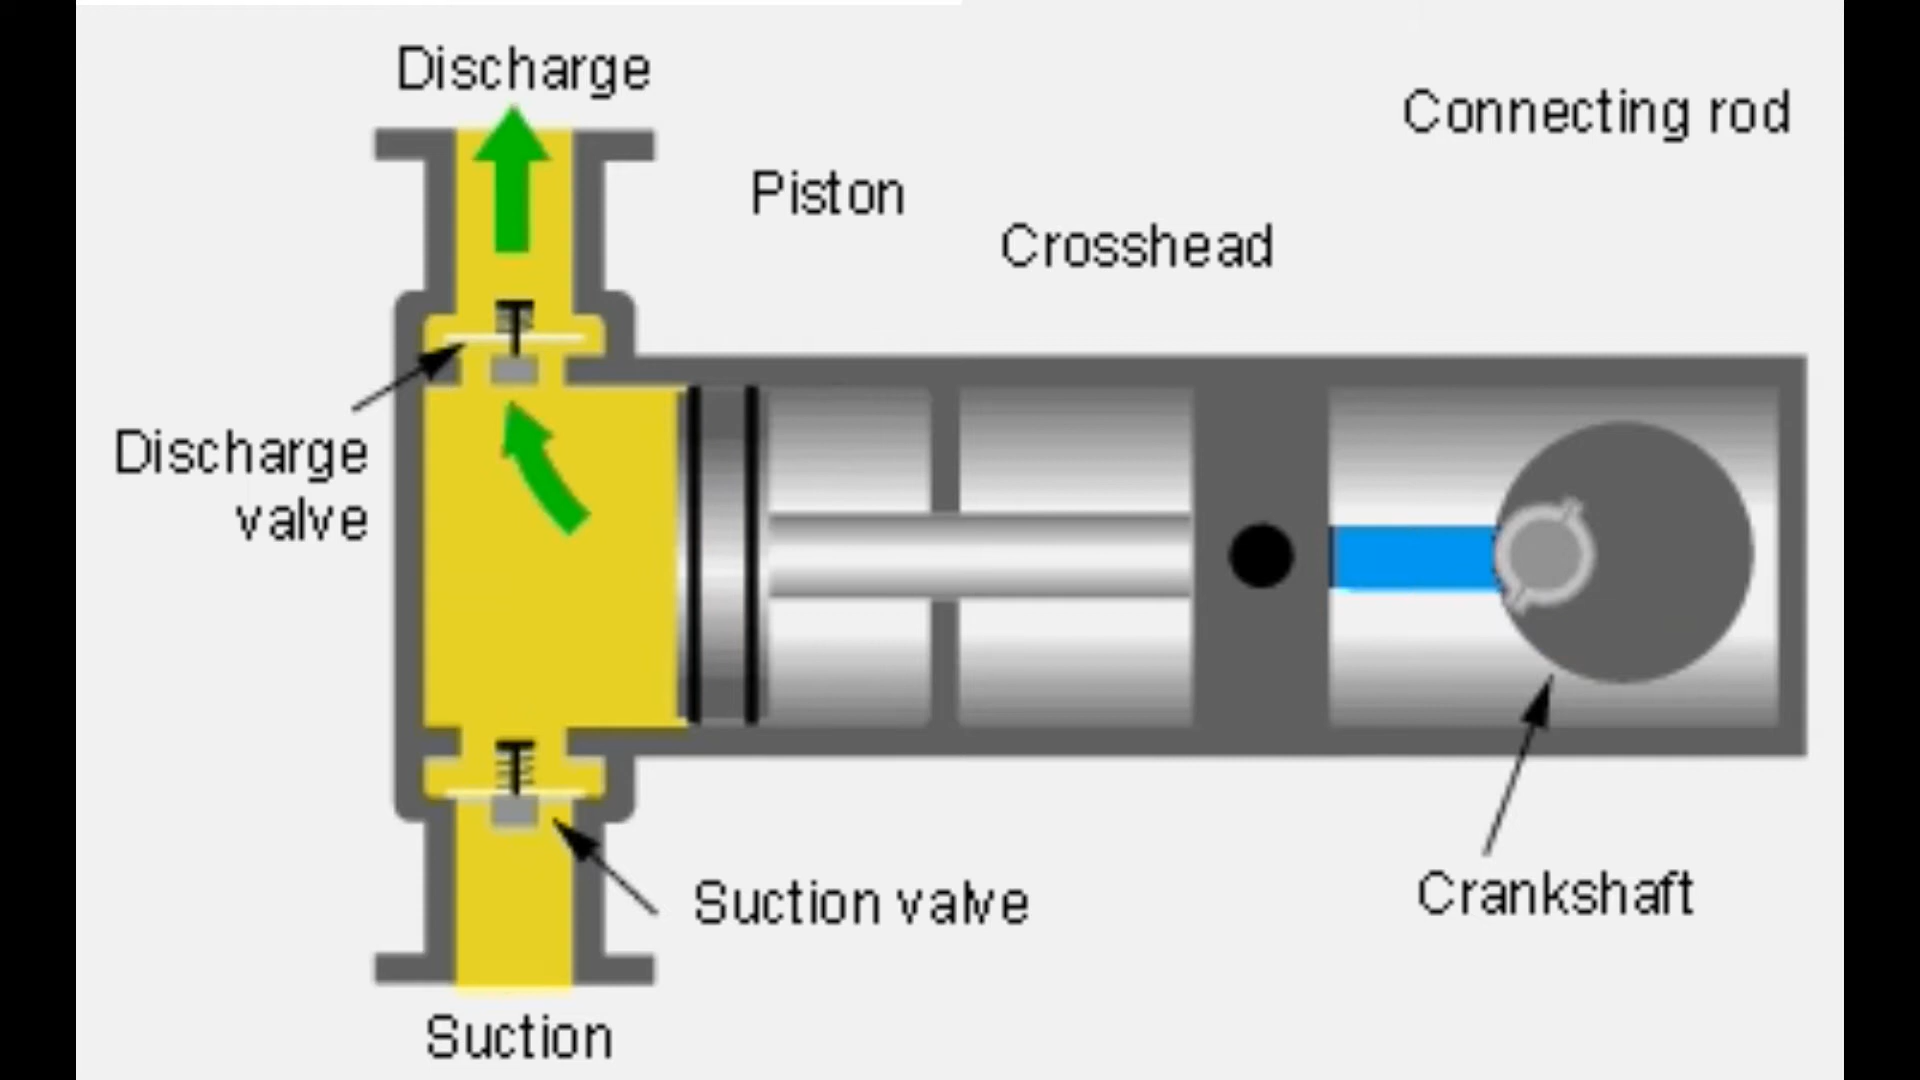 Discharge
Connecting rod
Piston
Crosshead
Discharge
valve
Suction valve
Crankshaft
Suction